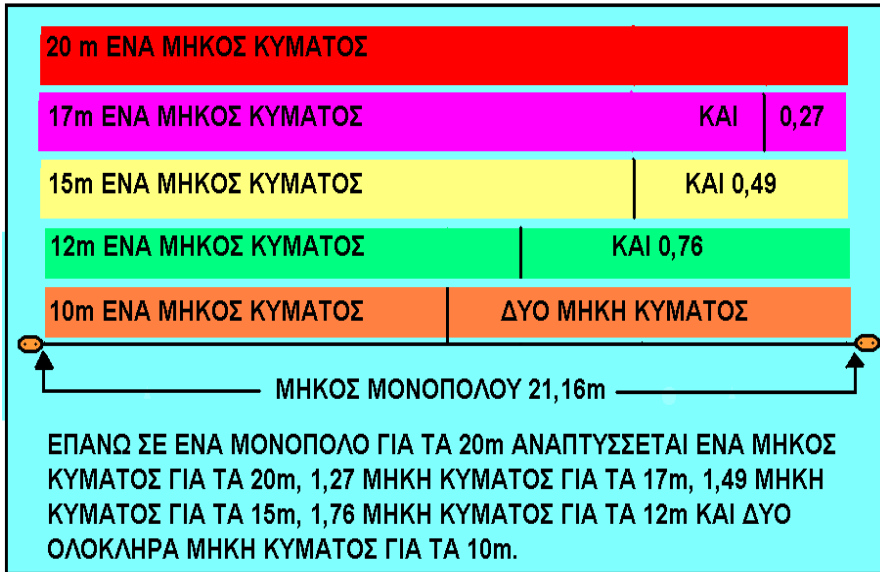 20 m ΕΝΑ ΜΗΚΟΣ ΚΥΜΑΤΟΣ
17m ΕΝΑ ΜΗΚΟΣ ΚΥΜΑΤΟΣ ΚΑΙ 0,27
15m ΕΝΑ ΜΗΚΟΣ ΚΥΜΑΤΟΣ ΚΑΙ 0,49
12m ΕΝΑ ΜΗΚΟΣ ΚΥΜΑΤΟΣ ΚΑΙ 0,76
10m ΕΝΑ ΜΗΚΟΣ ΚΥΜΑΤΟΣ ΔΥΟ ΜΗΚΗ ΚΥΜΑΤΟΣ
ΜΗΚΟΣ ΜΟΝΟΠΟΛΟΥ 21,16m
ΕΠΑΝΩ ΣΕ ΕΝΑ ΜΟΝΟΠΟΛΟ ΓΙΑ ΤΑ 20m ΑΝΑΠΤΥΣΣΕΤΑΙ ΕΝΑ ΜΗΚΟΣ
ΚΥΜΑΤΟΣ ΓΙΑ ΤΑ 20m, 1,27 ΜΗΚΗ ΚΥΜΑΤΟΣ ΓΙΑ ΤΑ 17m, 1,49 ΜΗΚΗ
ΚΥΜΑΤΟΣ ΓΙΑ ΤΑ 15m, 1,76 ΜΗΚΗ ΚΥΜΑΤΟΣ ΓΙΑ ΤΑ 12m ΚΑΙ ΔΥΟ
ΟΛΟΚΛΗΡΑ ΜΗΚΗ ΚΥΜΑΤΟΣ ΓΙΑ ΤΑ 10m.